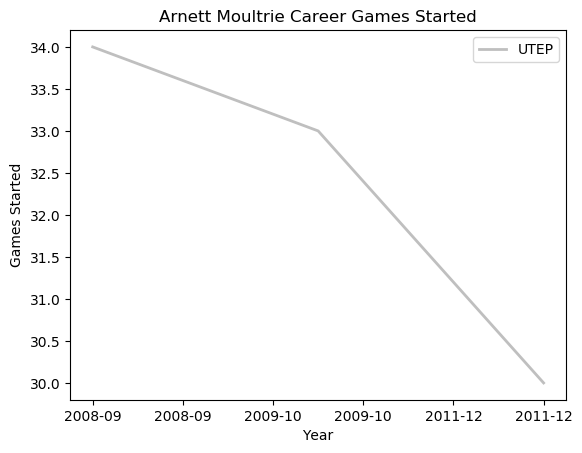 Arnett Moultrie Career Games Started
UTEP
34.0
33.5
33.0
32.5
32.0
31.5
31.0
30.5
30.0
Games Started
2008-09 2008-09 2009-10 2009-10 2011-12 2011-12
Year